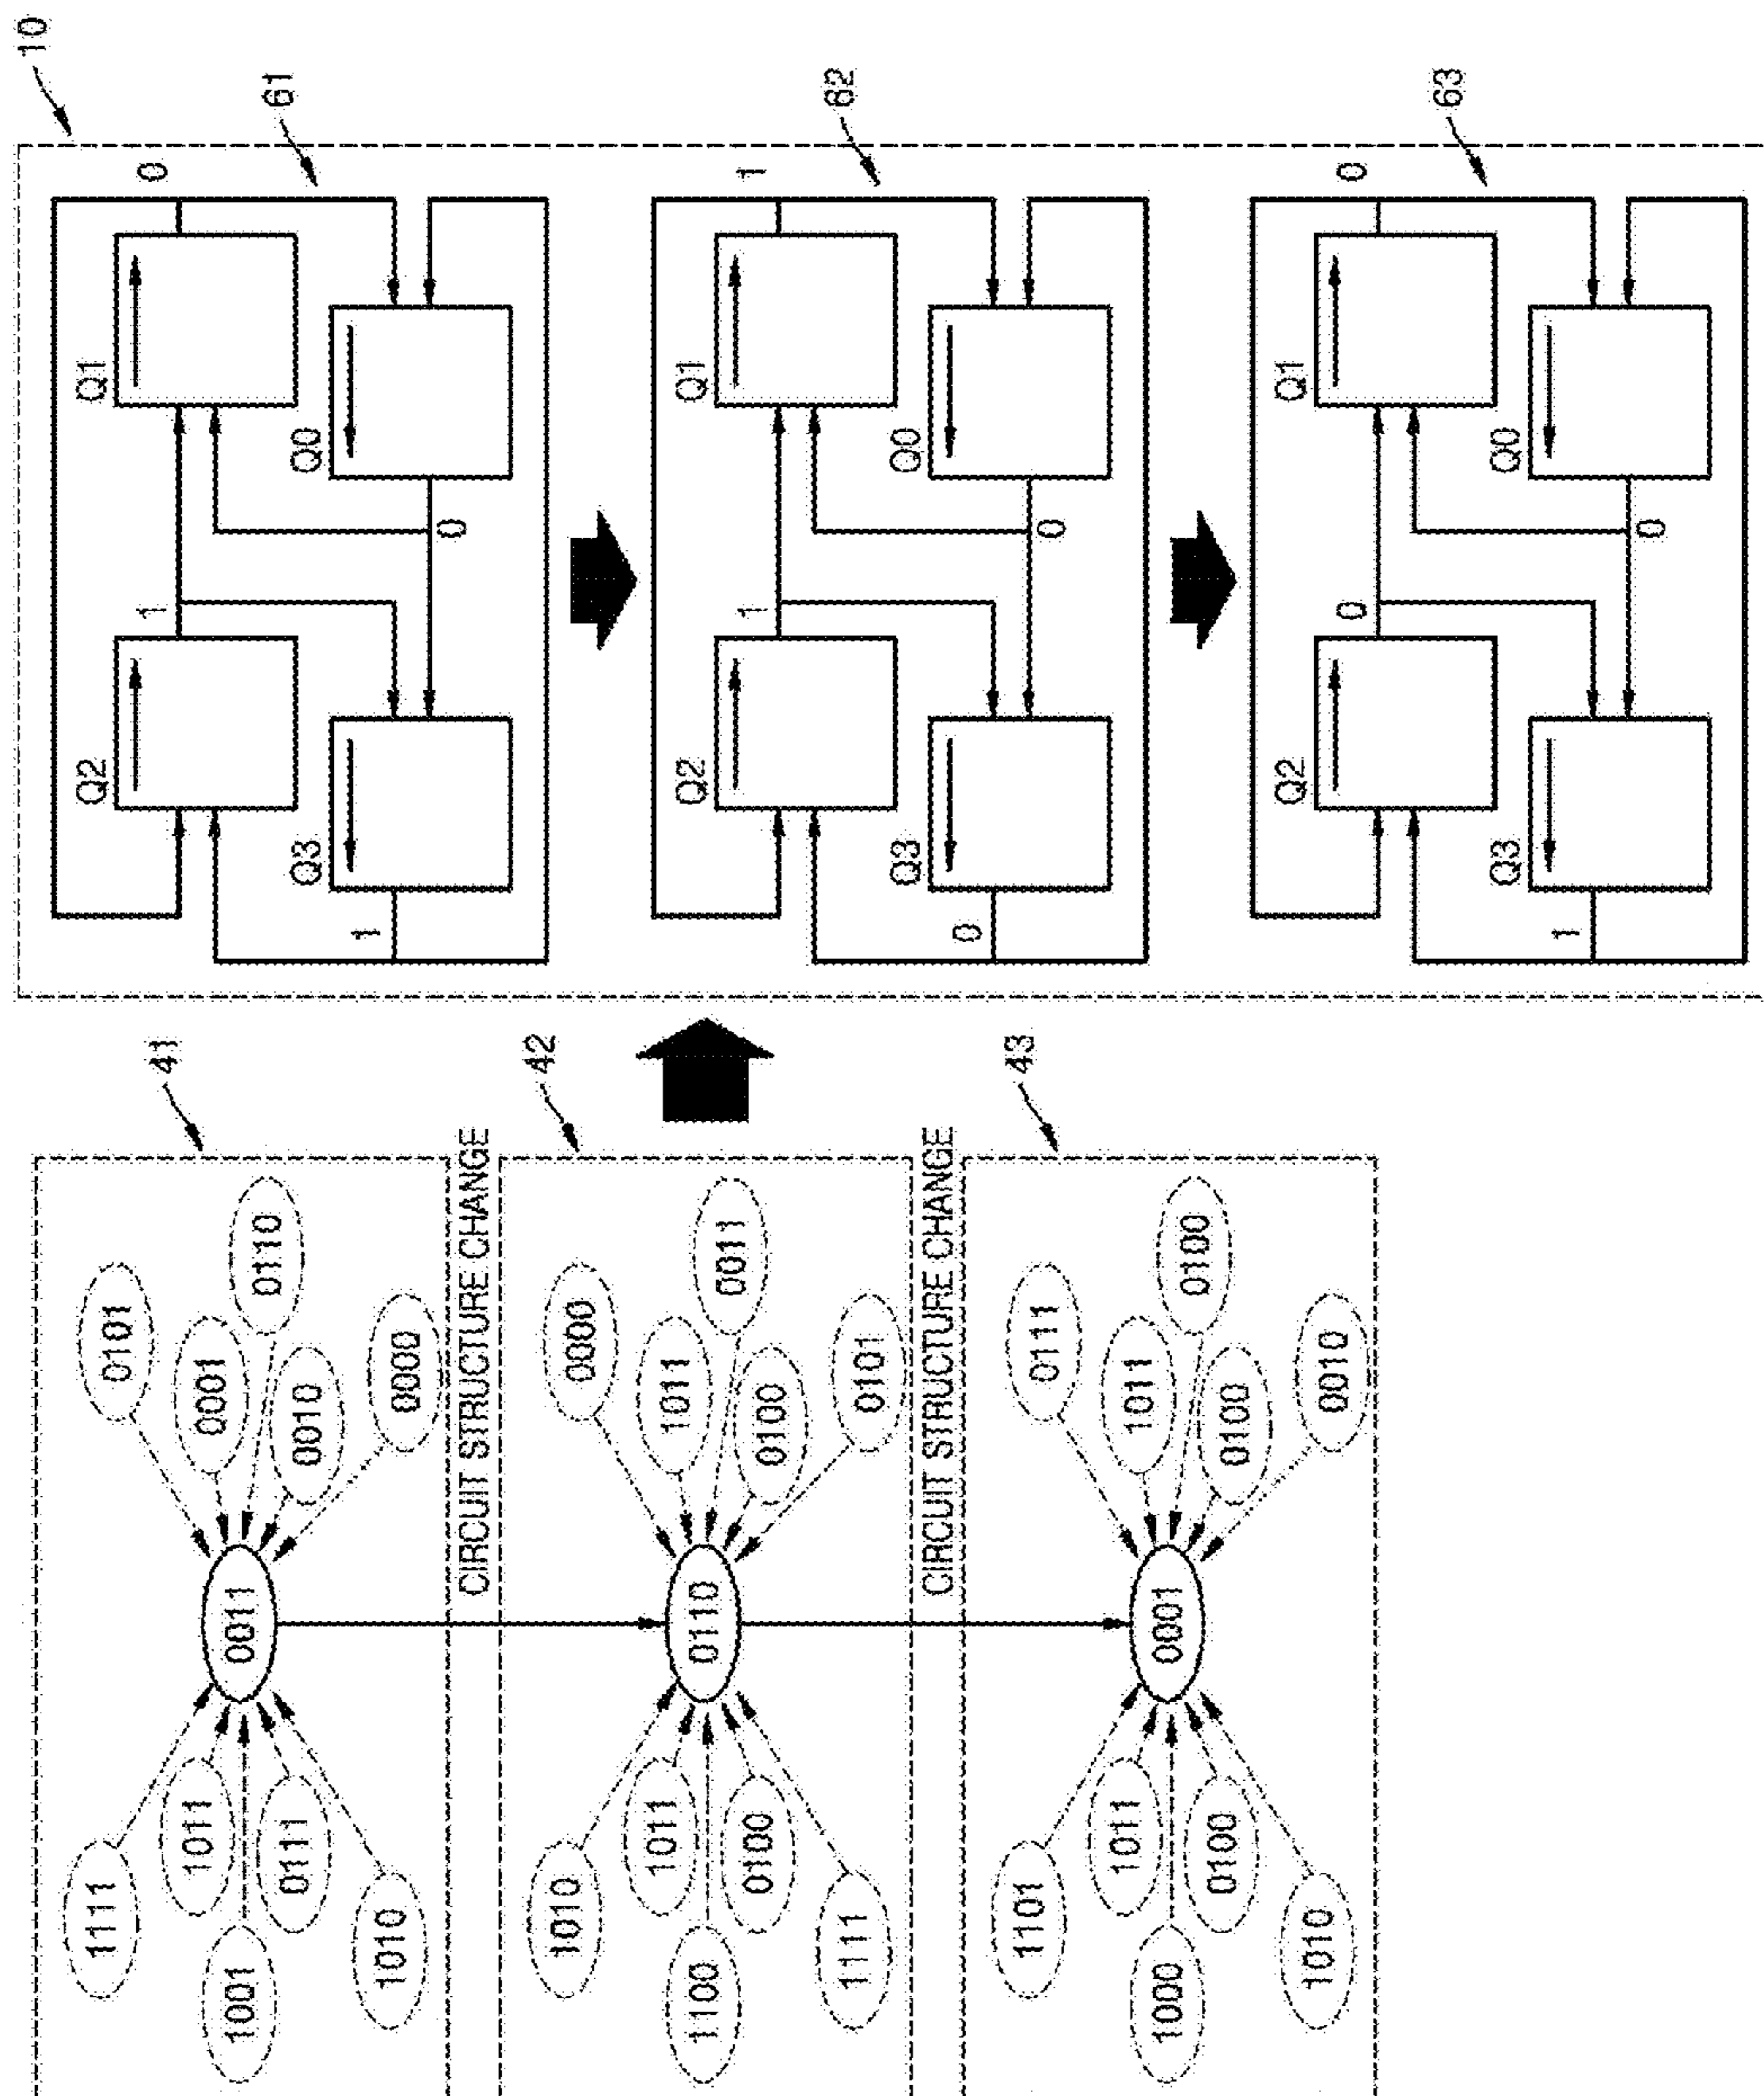 10
41
1111 0101
1011 0001
1001 0011 0110
0111 0010
1010 0000
CIRCUIT STRUCTURE CHANGE
42
1010 0000
1011 1011
1100 0110 0011
0100 0100
1111 0101
CIRCUIT STRUCTURE CHANGE
43
1101 0111
1011 1011
1000 0001 0100
0100 0100
1010 0010
61
Q2 1 Q1 0
1 Q3 0 Q0
62
Q2 1 Q1 1
0 Q3 0 Q0
63
Q2 0 Q1 0
1 Q3 0 Q0